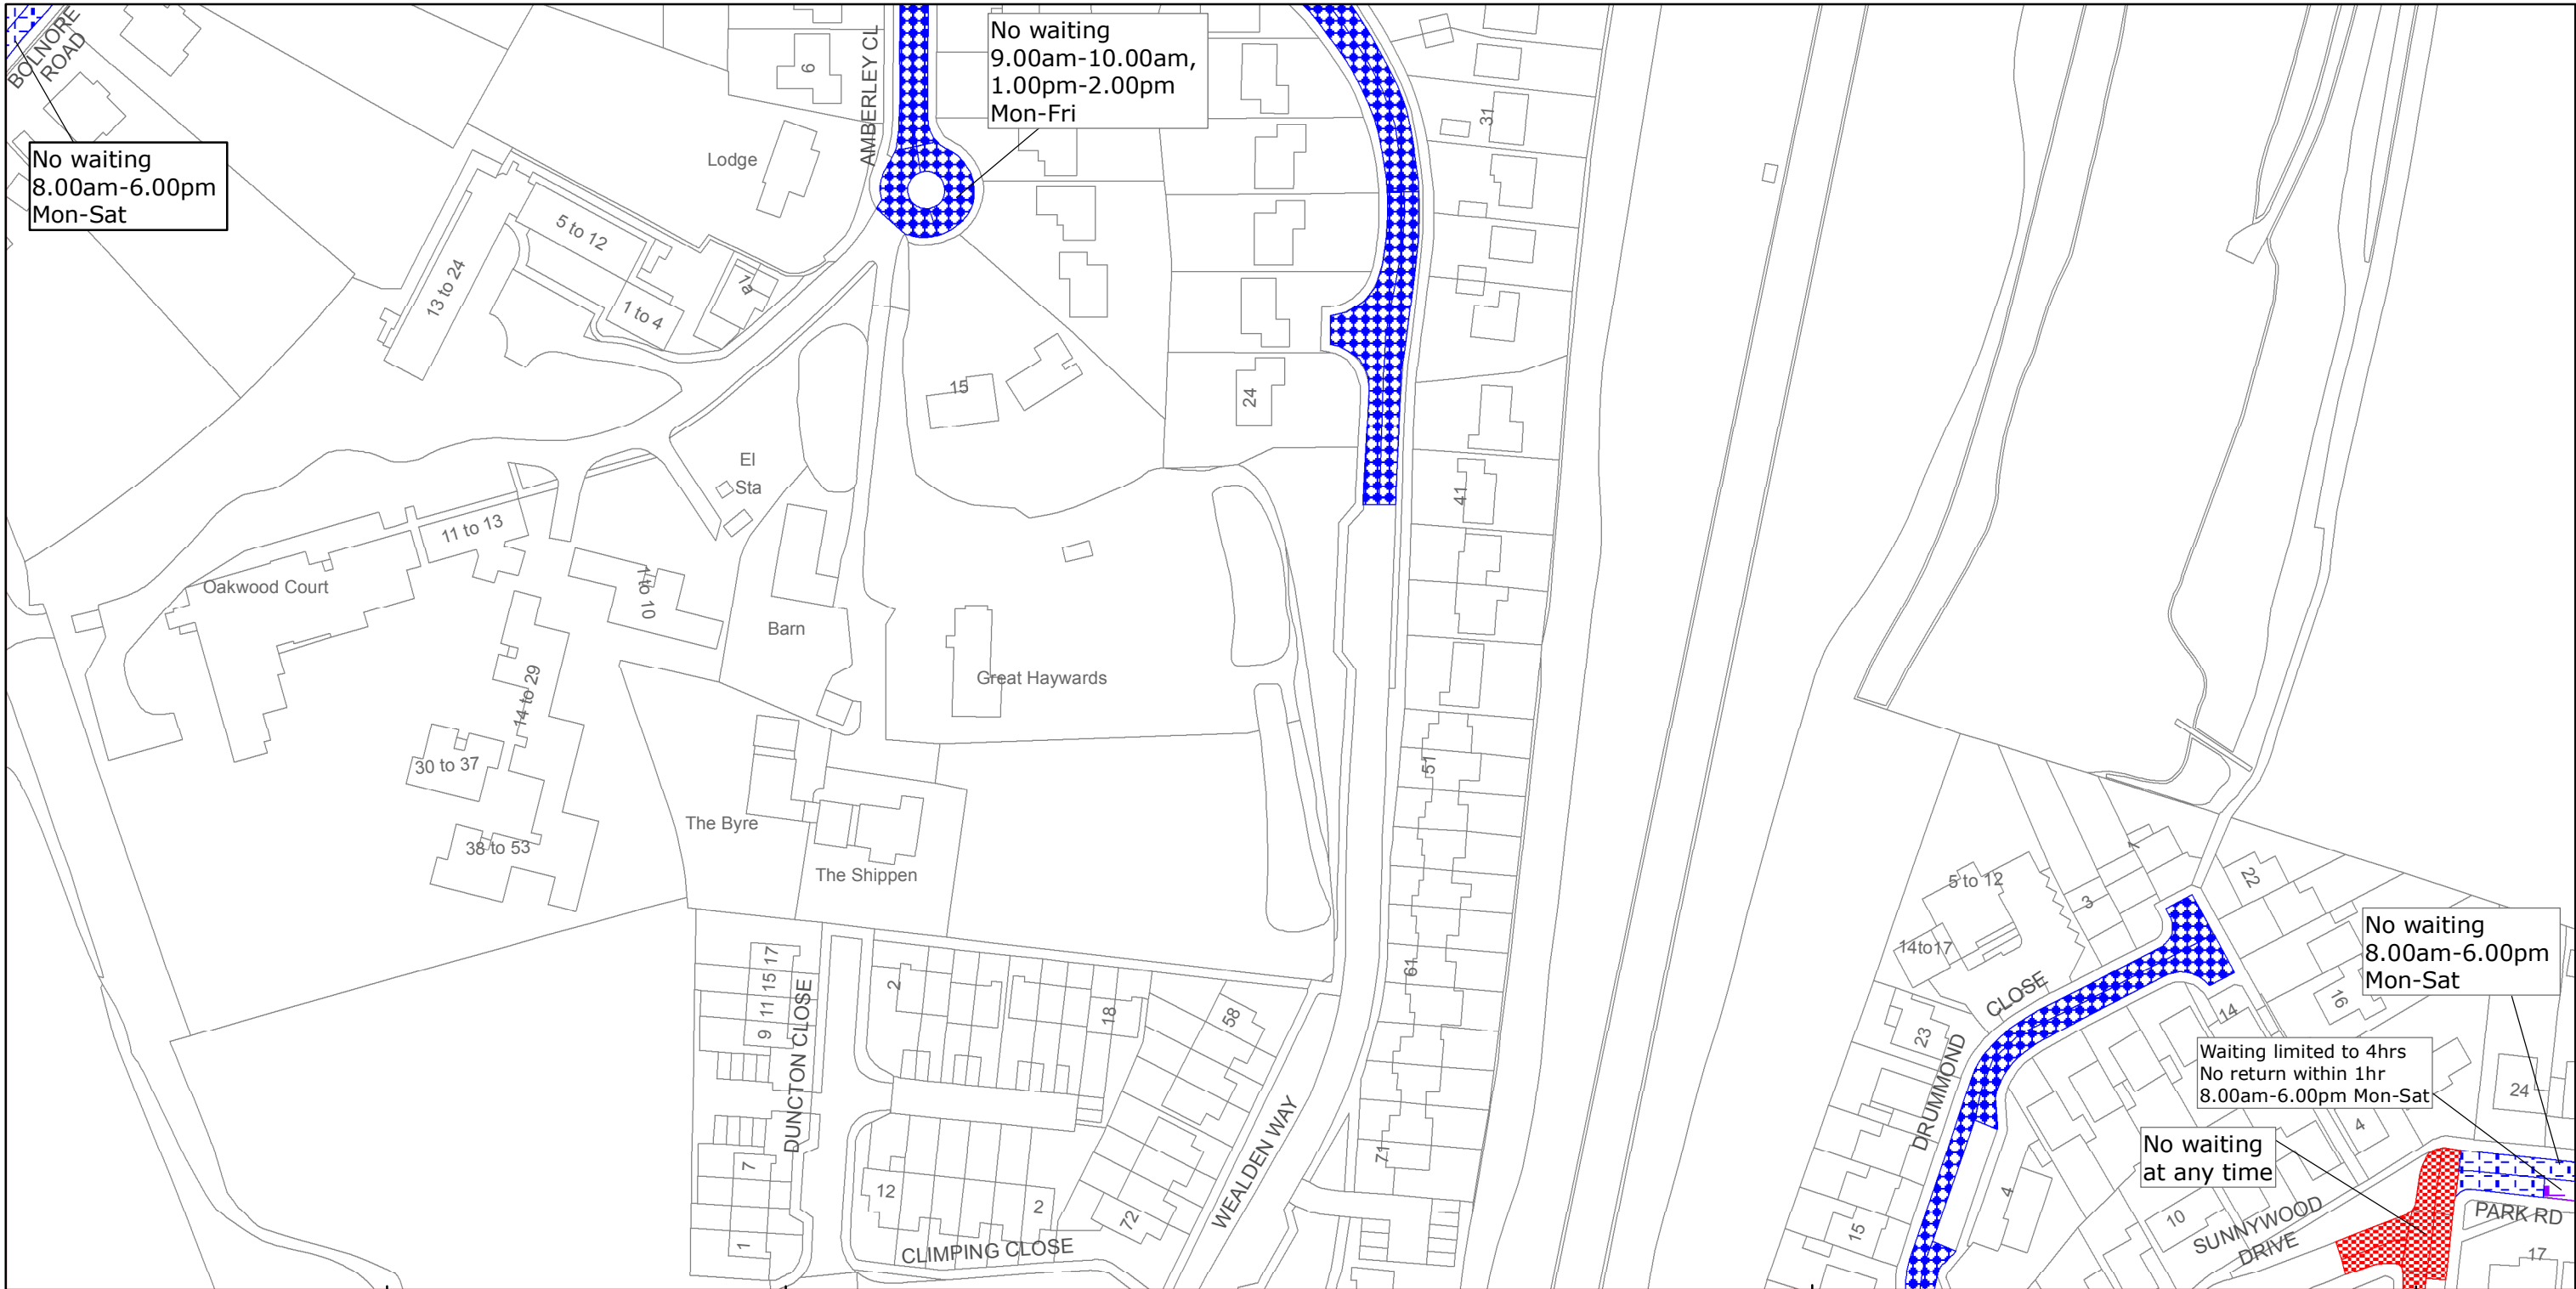 BOLNORE
ROAD
No waiting
8.00am-6.00pm
Mon-Sat
6
AMBERLEY CL
No waiting
9.00am-10.00am,
1.00pm-2.00pm
Mon-Fri
31
Lodge
5 to 12
13 to 24
1 to 4
1a
15
24
El
Sta
41
11 to 13
Oakwood Court
1 to 10
Barn
Great Haywards
14 to 29
30 to 37
51
The Byre
38 to 53
The Shippen
5 to 12
1
3
22
14to17
No waiting
8.00am-6.00pm
Mon-Sat
17
15
11
9
DUNCTON CLOSE
2
18
58
61
CLOSE
DRUMMOND
23
14
16
Waiting limited to 4hrs
No return within 1hr
8.00am-6.00pm Mon-Sat
24
4
No waiting
at any time
7
1
12
2
72
CLIMPING CLOSE
WEALDEN WAY
71
15
4
10
SUNNYWOOD
DRIVE
PARK RD
17